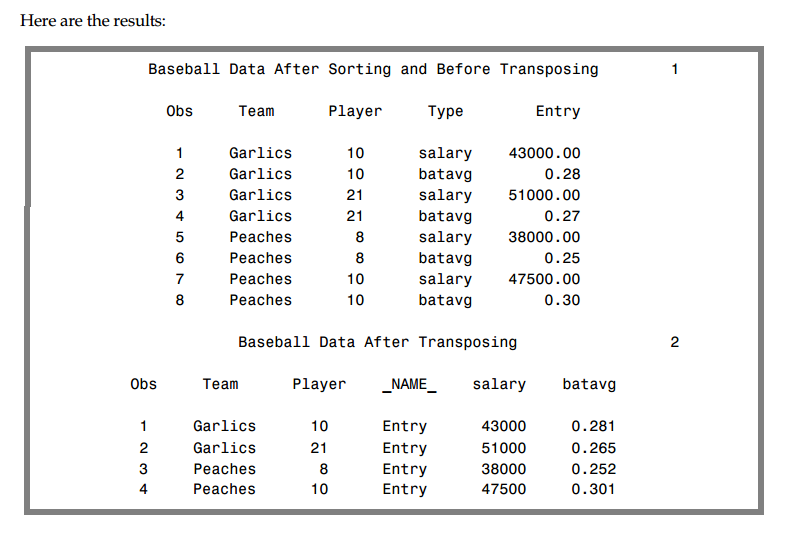 Here are the results:
Baseball Data After Sorting and Before Transposing 1
Obs Team Player Type Entry
1 Garlics 10 salary 43000.00
2 Garlics 10 batavg 0.28
3 Garlics 21 salary 51000.00
4 Garlics 21 batavg 0.27
5 Peaches 8 salary 38000.00
6 Peaches 8 batavg 0.25
7 Peaches 10 salary 47500.00
8 Peaches 10 batavg 0.30
Baseball Data After Transposing 2
Obs Team Player _NAME_ salary batavg
1 Garlics 10 Entry 43000 0.281
2 Garlics 21 Entry 51000 0.265
3 Peaches 8 Entry 38000 0.252
4 Peaches 10 Entry 47500 0.301